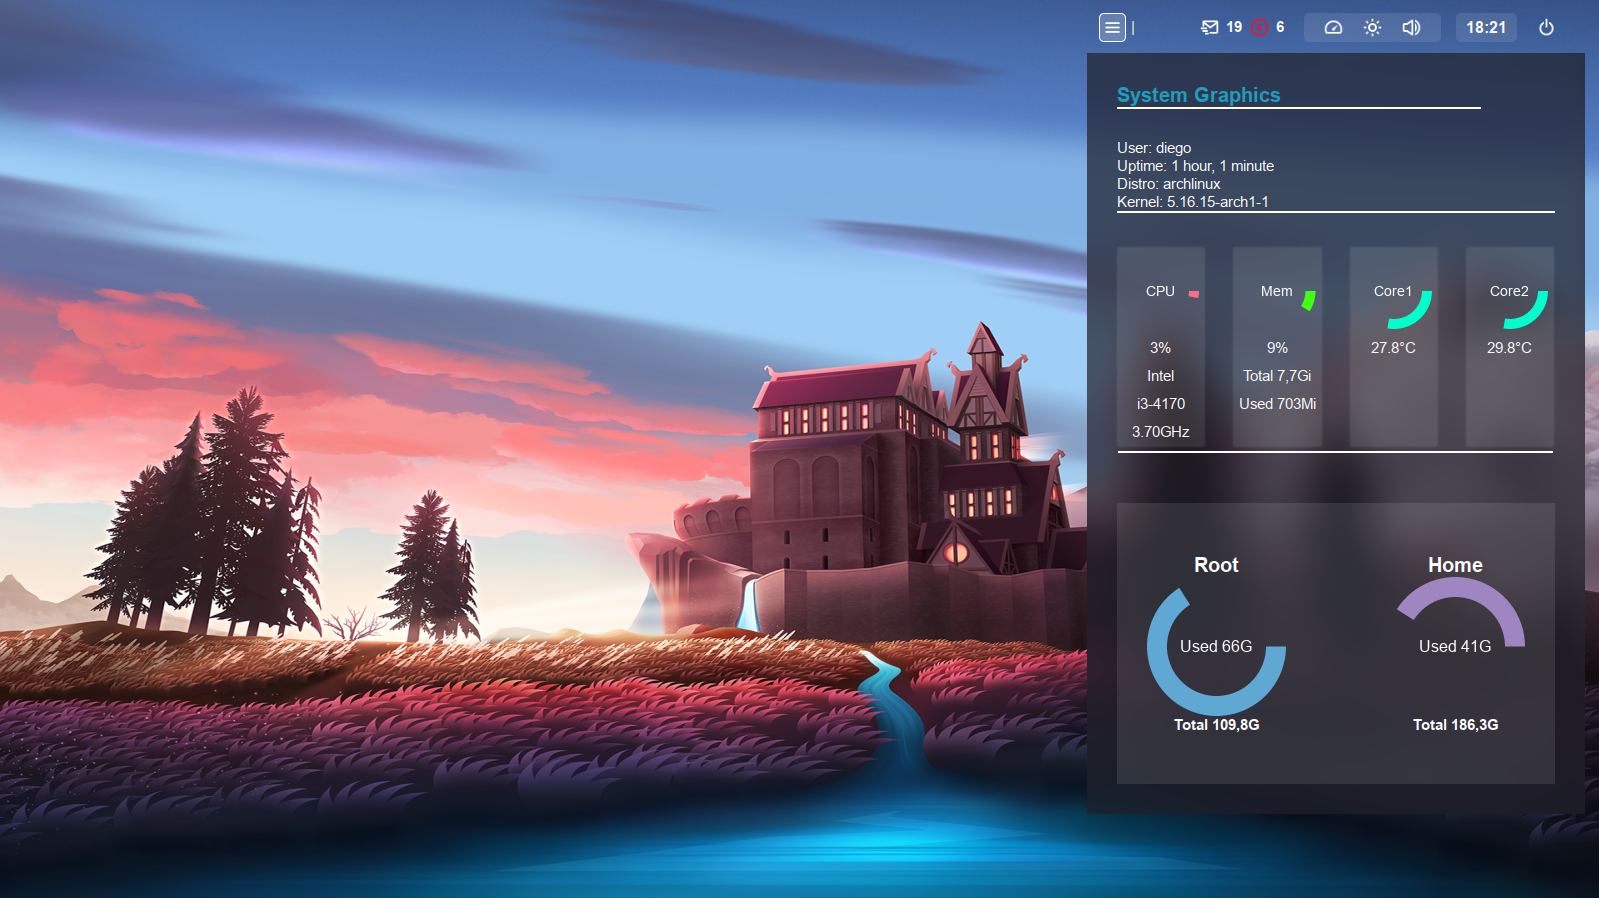 19 6 18:21
System Graphics
User: diego
Uptime: 1 hour, 1 minute
Distro: archlinux
Kernel: 5.16.15-arch1-1
CPU
3%
Intel
i3-4170
3.70GHz
Mem
9%
Total 7,7Gi
Used 703Mi
Core1
27.8°C
Core2
29.8°C
Root
Used 66G
Total 109,8G
Home
Used 41G
Total 186,3G